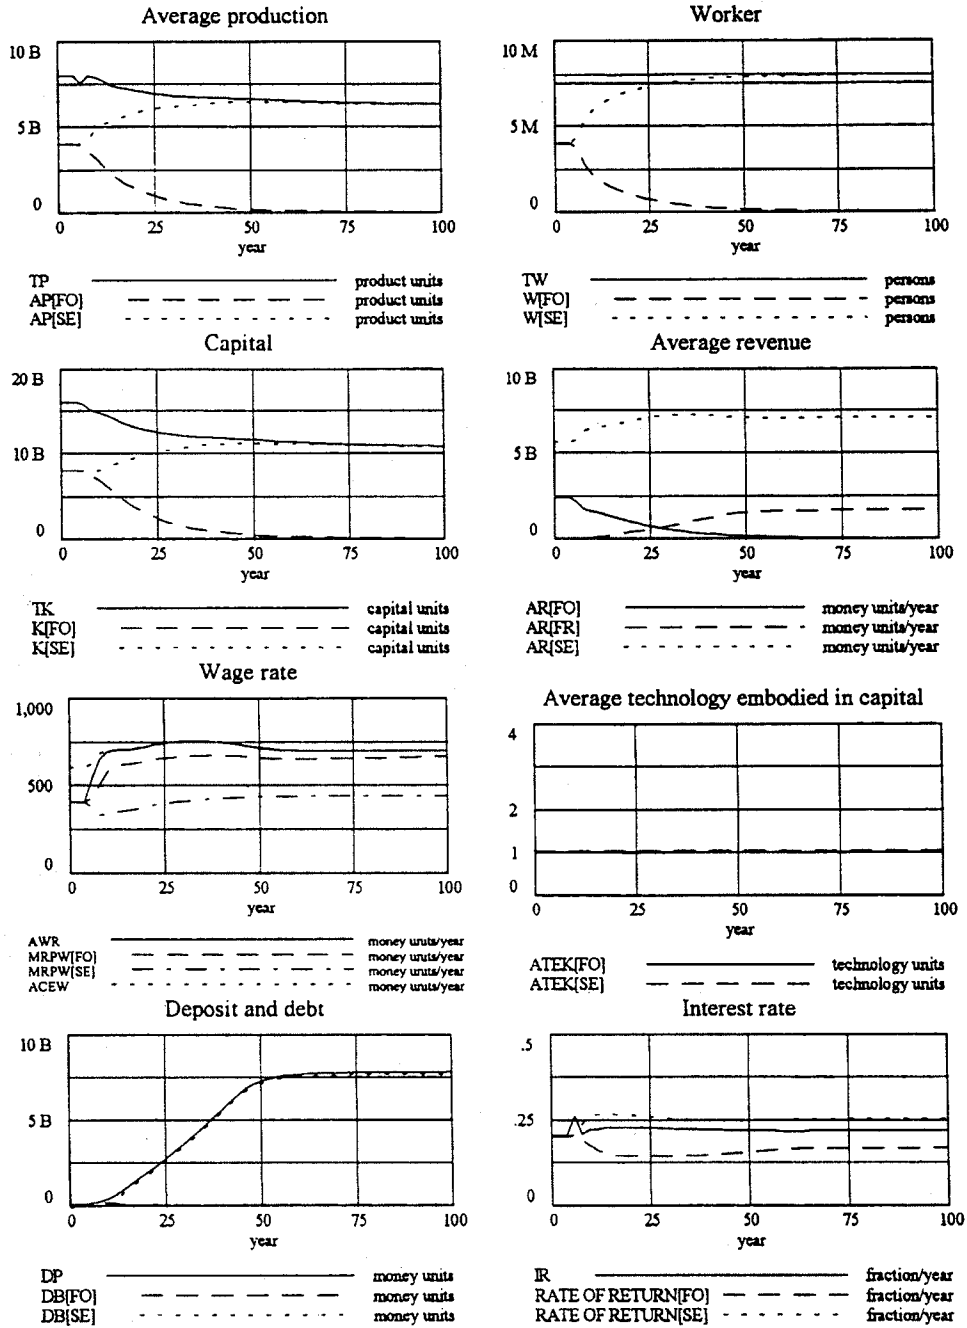 Average production
10 B
5 B
0
0 25 50 75 100
year
TP product units
AP[FO] product units
AP[SE] product units
Worker
10 M
5 M
0
0 25 50 75 100
year
TW persons
W[FO] persons
W[SE] persons
Capital
20 B
10 B
0
0 25 50 75 100
year
TK capital units
K[FO] capital units
K[SE] capital units
Average revenue
10 B
5 B
0
0 25 50 75 100
year
AR[FO] money units/year
AR[FR] money units/year
AR[SE] money units/year
Wage rate
1,000
500
0
0 25 50 75 100
year
AWR money units/year
MRPW[FO] money units/year
MRPW[SE] money units/year
ACEW money units/year
Average technology embodied in capital
4
2
1
0
0 25 50 75 100
year
ATEK[FO] technology units
ATEK[SE] technology units
Deposit and debt
10 B
5 B
0
0 25 50 75 100
year
DP money units
DB[FO] money units
DB[SE] money units
Interest rate
.5
.25
0
0 25 50 75 100
year
IR fraction/year
RATE OF RETURN[FO] fraction/year
RATE OF RETURN[SE] fraction/year